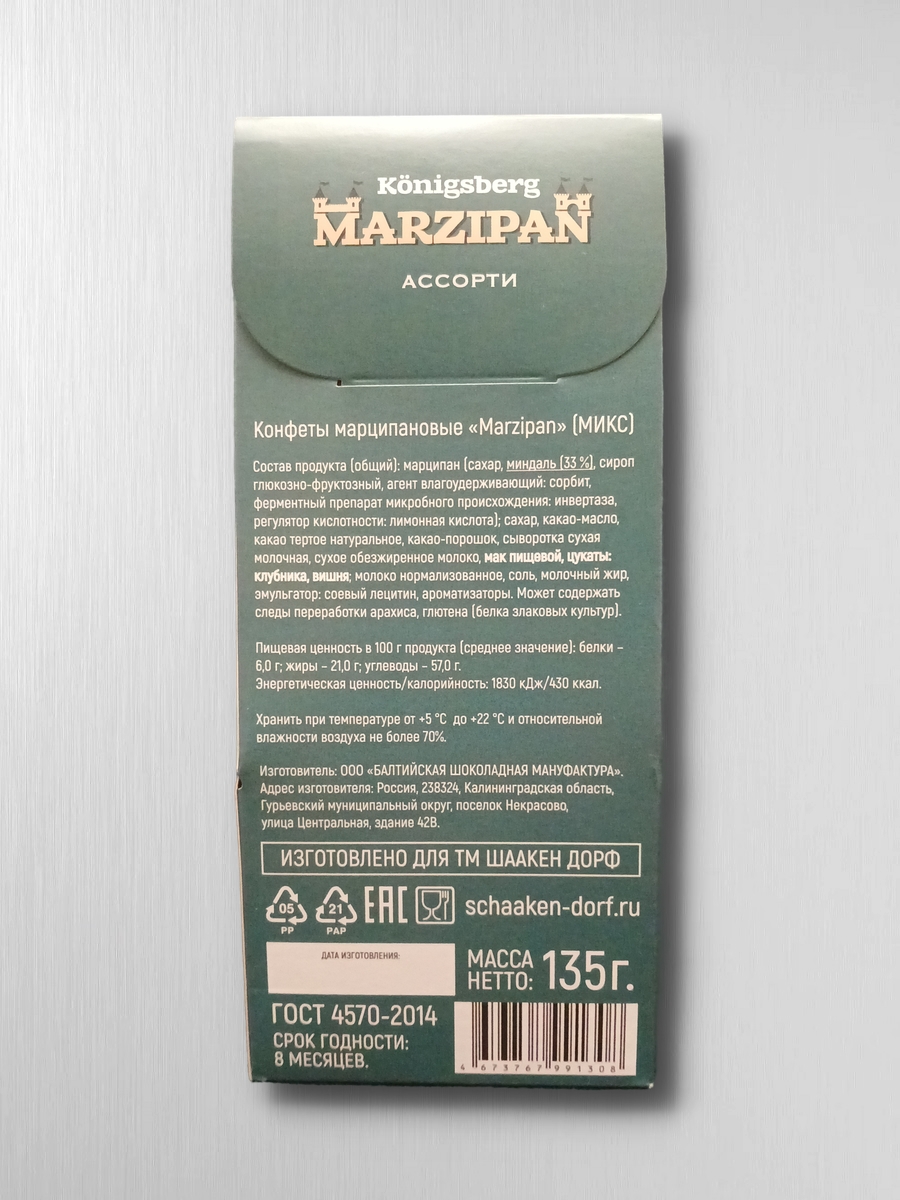 Königsberg
MARZIPAN
АССОРТИ
Конфеты марципановые «Marzipan» (МИКС)
Состав продукта (общий): марципан (сахар, миндаль (33 %), сироп
глюкозно-фруктозный, агент влагоудерживающий: сорбит,
ферментный препарат микробного происхождения: инвертаза,
регулятор кислотности: лимонная кислота); сахар, какао-масло,
какао тертое натуральное, какао-порошок, сыворотка сухая
молочная, сухое обезжиренное молоко, мак пищевой, цукаты:
клубника, вишня; молоко нормализованное, соль, молочный жир,
эмульгатор: соевый лецитин, ароматизаторы. Может содержать
следы переработки арахиса, глютена (белка злаковых культур).
Пищевая ценность в 100 г продукта (среднее значение): белки –
6,0 г; жиры – 21,0 г; углеводы – 57,0 г.
Энергетическая ценность/калорийность: 1830 кДж/430 ккал.
Хранить при температуре от +5 °С до +22 °С и относительной
влажности воздуха не более 70%.
Изготовитель: ООО «БАЛТИЙСКАЯ ШОКОЛАДНАЯ МАНУФАКТУРА».
Адрес изготовителя: Россия, 238324, Калининградская область,
Гурьевский муниципальный округ, поселок Некрасово,
улица Центральная, здание 42В.
ИЗГОТОВЛЕНО ДЛЯ ТМ ШААКЕН ДОРФ
05 21 ЕАС schaaken-dorf.ru
PP PAP
ДАТА ИЗГОТОВЛЕНИЯ:
МАССА
НЕТТО: 135г.
ГОСТ 4570-2014
СРОК ГОДНОСТИ:
8 МЕСЯЦЕВ.
4 673767 991308